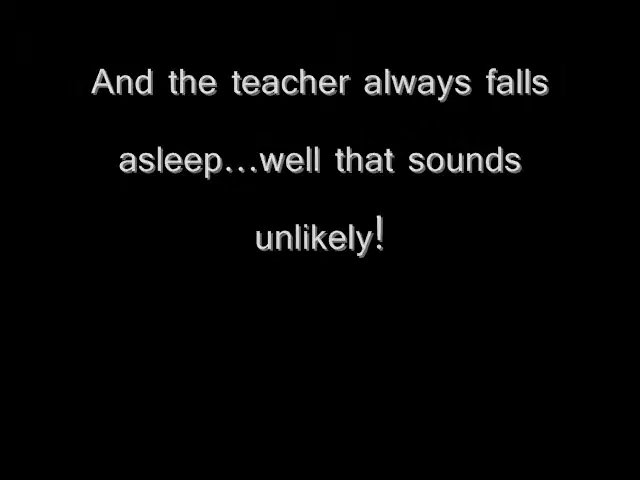 And the teacher always falls
asleep...well that sounds
unlikely!